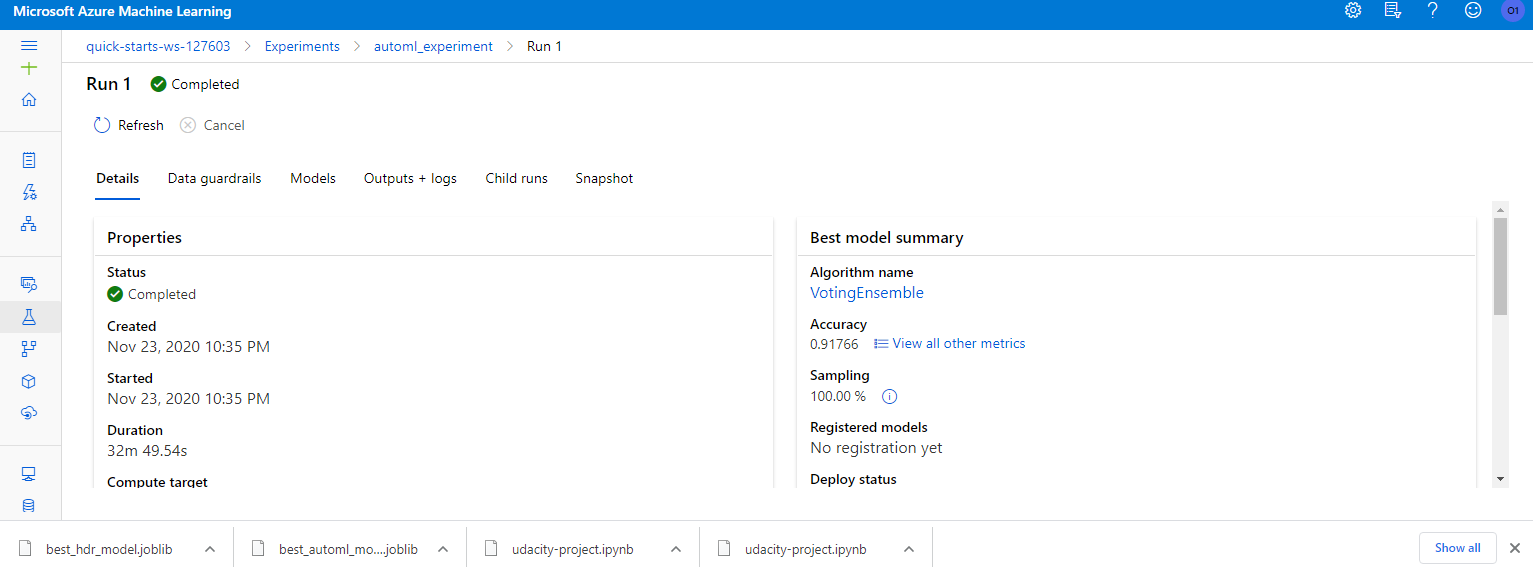 Microsoft Azure Machine Learning
O1
quick-starts-ws-127603 > Experiments > automl_experiment > Run 1
Run 1 Completed
Refresh Cancel
Details Data guardrails Models Outputs + logs Child runs Snapshot
Properties
Status
Completed
Created
Nov 23, 2020 10:35 PM
Started
Nov 23, 2020 10:35 PM
Duration
32m 49.54s
Compute target
Best model summary
Algorithm name
VotingEnsemble
Accuracy
0.91766 View all other metrics
Sampling
100.00 %
Registered models
No registration yet
Deploy status
best_hdr_model.joblib best_automl_mo....joblib udacity-project.ipynb udacity-project.ipynb Show all